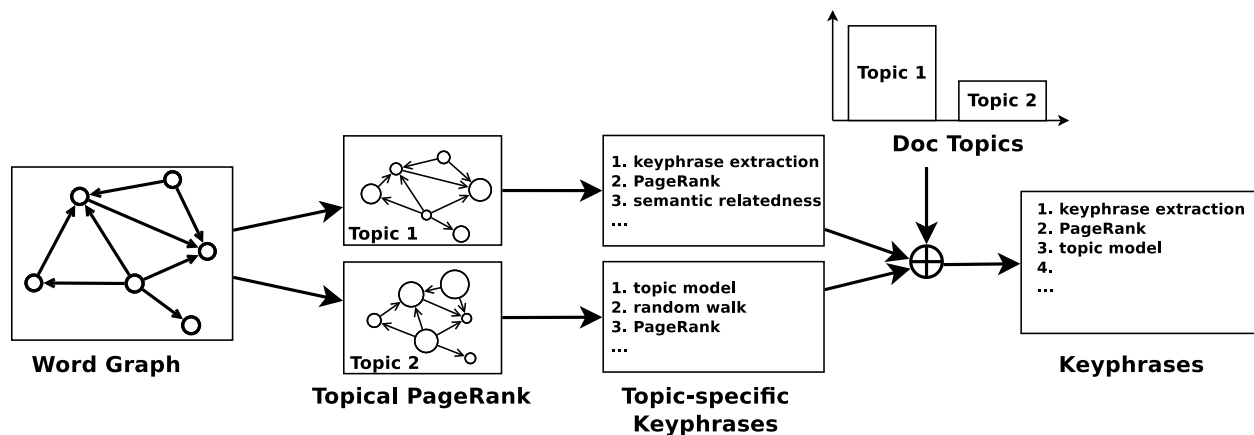 Topic 1
Topic 2
Doc Topics
Word Graph
Topic 1
Topic 2
Topical PageRank
1. keyphrase extraction
2. PageRank
3. semantic relatedness
...
1. topic model
2. random walk
3. PageRank
...
Topic-specific
Keyphrases
1. keyphrase extraction
2. PageRank
3. topic model
4.
...
Keyphrases